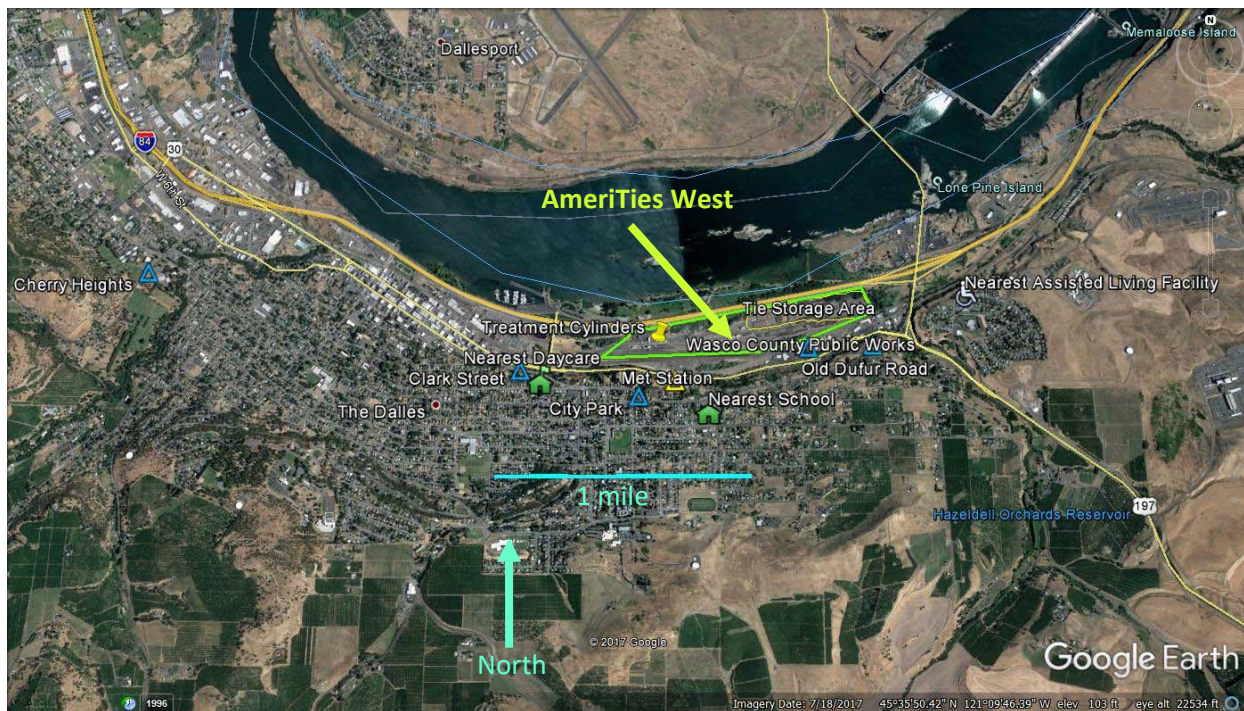 N
Memaloose Island
Dallesport
84
30
W 6th St
Lone Pine Island
AmeriTies West
Cherry Heights
Nearest Assisted Living Facility
Tie Storage Area
Treatment Cylinders
Wasco County Public Works
Nearest Daycare
Old Dufur Road
Clark Street
Met Station
The Dalles
City Park
Nearest School
1 mile
197
Hazeldell Orchards Reservoir
© 2017 Google
North
Google Earth
1996
Imagery Date: 7/18/2017 45°35'50.42" N 121°09'46.39" W elev 103 ft eye alt 22534 ft